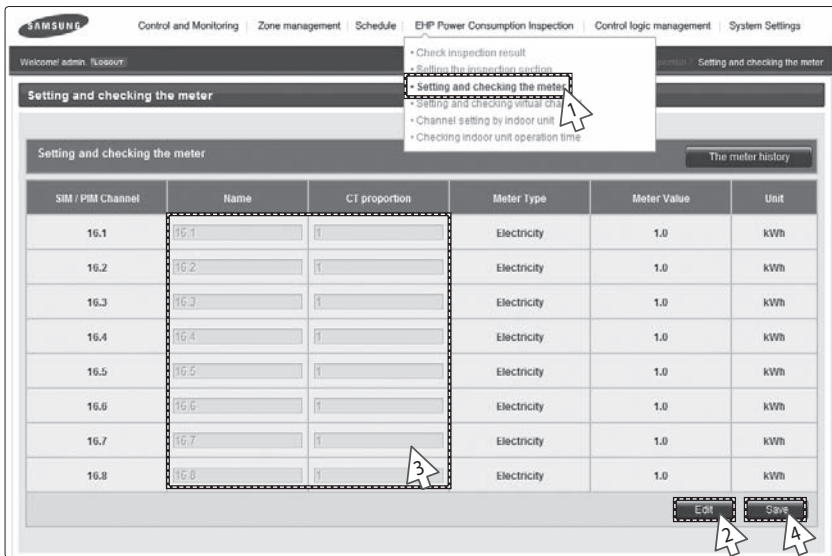 SAMSUNG Control and Monitoring Zone management Schedule EHP Power Consumption Inspection Control logic management System Settings
Welcome! admin. LOGOUT Setting and checking the meter
• Check inspection result
• Setting the inspection section
• Setting and checking the meter
• Setting and checking virtual
• Channel setting by indoor unit
• Checking indoor unit operation time
1
Setting and checking the meter
Setting and checking the meter The meter history
SIM / PIM Channel Name CT proportion Meter Type Meter Value Unit
16.1 16.1 1 Electricity 1.0 kWh
16.2 16.2 1 Electricity 1.0 kWh
16.3 16.3 1 Electricity 1.0 kWh
16.4 16.4 1 Electricity 1.0 kWh
16.5 16.5 1 Electricity 1.0 kWh
16.6 16.6 1 Electricity 1.0 kWh
16.7 16.7 1 Electricity 1.0 kWh
16.8 16.8 1 Electricity 1.0 kWh
3
Edit Save
2 4